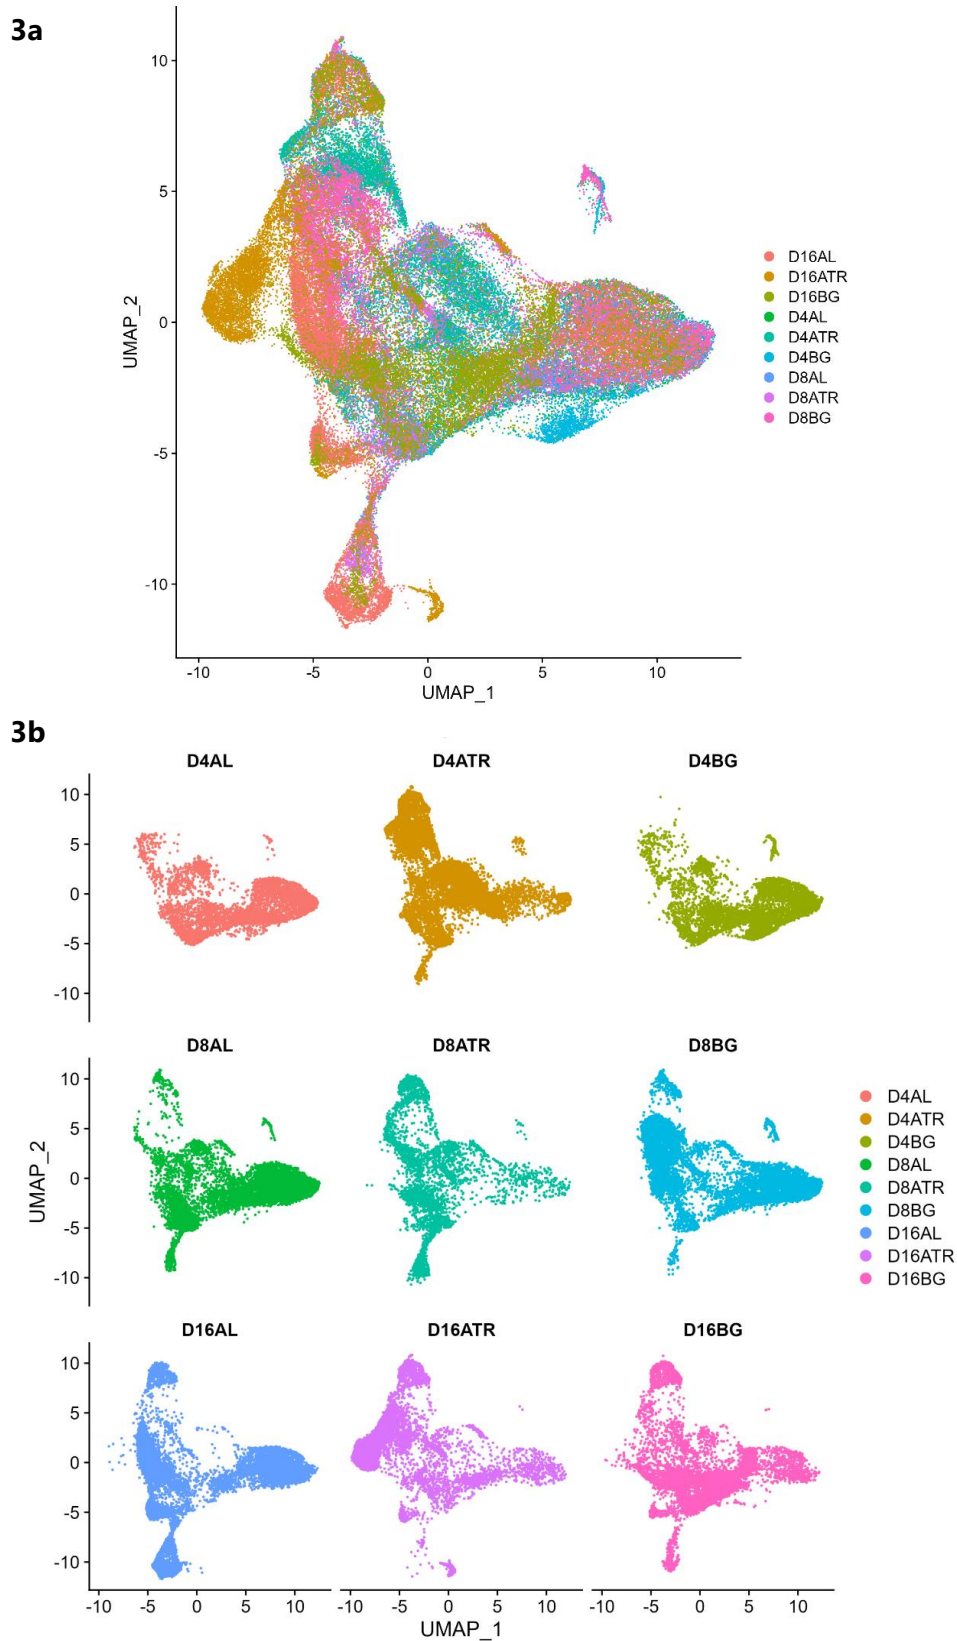 3a
10
5
0
-5
-10
UMAP_2
-10 -5 0 5 10
UMAP_1
D16AL
D16ATR
D16BG
D4AL
D4ATR
D4BG
D8AL
D8ATR
D8BG
3b
D4AL D4ATR D4BG
10
5
0
-5
-10
D8AL D8ATR D8BG
10
5
0
-5
-10
UMAP_2
D4AL
D4ATR
D4BG
D8AL
D8ATR
D8BG
D16AL
D16ATR
D16BG
D16AL D16ATR D16BG
10
5
0
-5
-10
-10 -5 0 5 10 -10 -5 0 5 10 -10 -5 0 5 10
UMAP_1